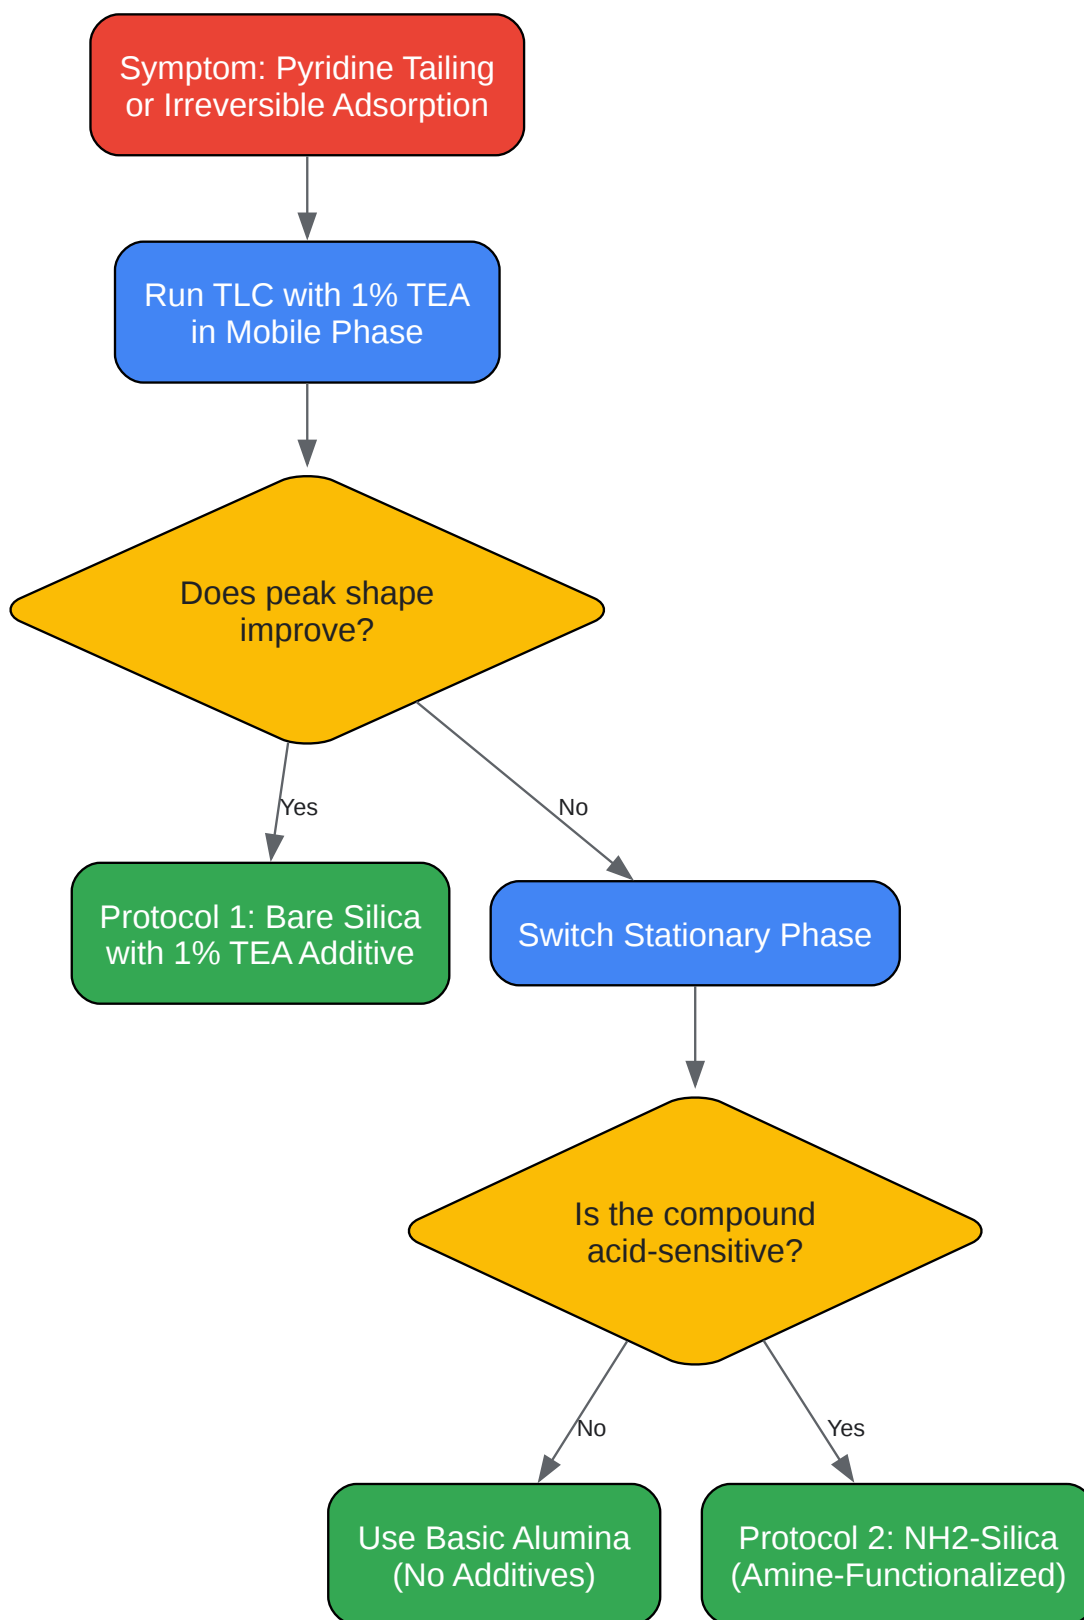 Symptom: Pyridine Tailing
or Irreversible Adsorption
Run TLC with 1% TEA
in Mobile Phase
Does peak shape
improve?
Yes
No
Protocol 1: Bare Silica
with 1% TEA Additive
Switch Stationary Phase
Is the compound
acid-sensitive?
No
Yes
Use Basic Alumina
(No Additives)
Protocol 2: NH2-Silica
(Amine-Functionalized)